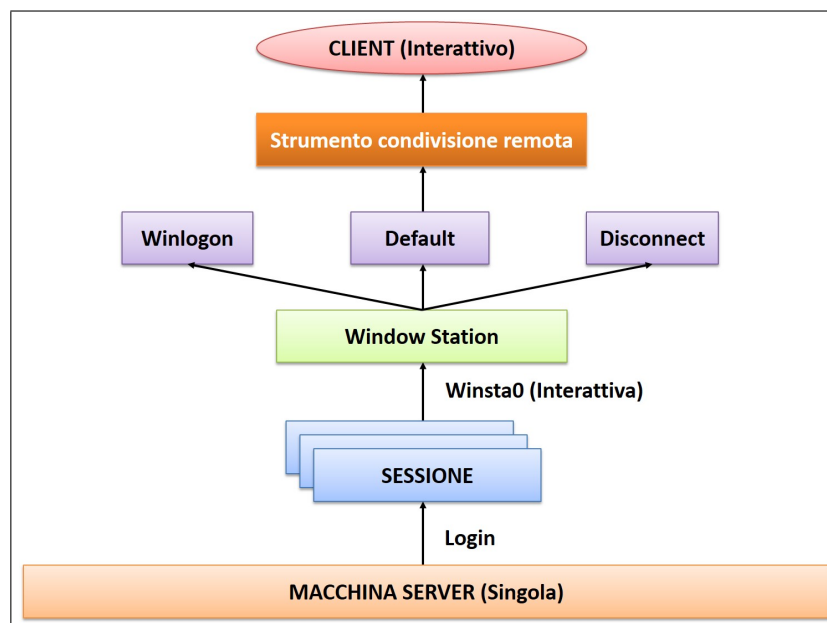 CLIENT (Interattivo)
Strumento condivisione remota
Winlogon
Default
Disconnect
Window Station
Winsta0 (Interattiva)
SESSIONE
Login
MACCHINA SERVER (Singola)